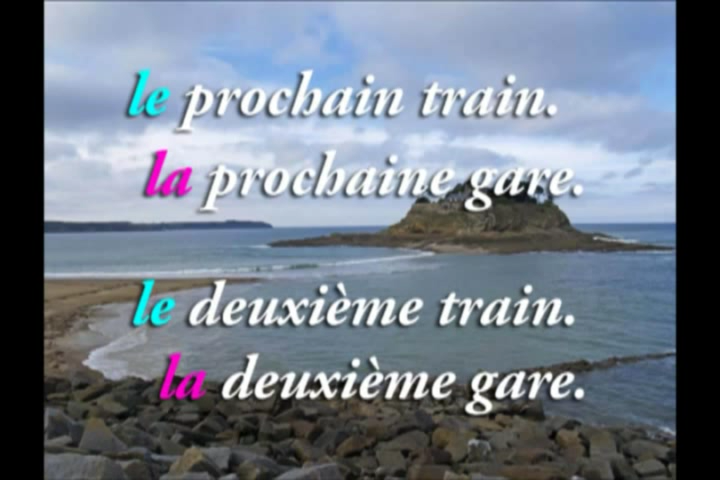 le prochain train.
la prochaine gare.
le deuxième train.
la deuxième gare.